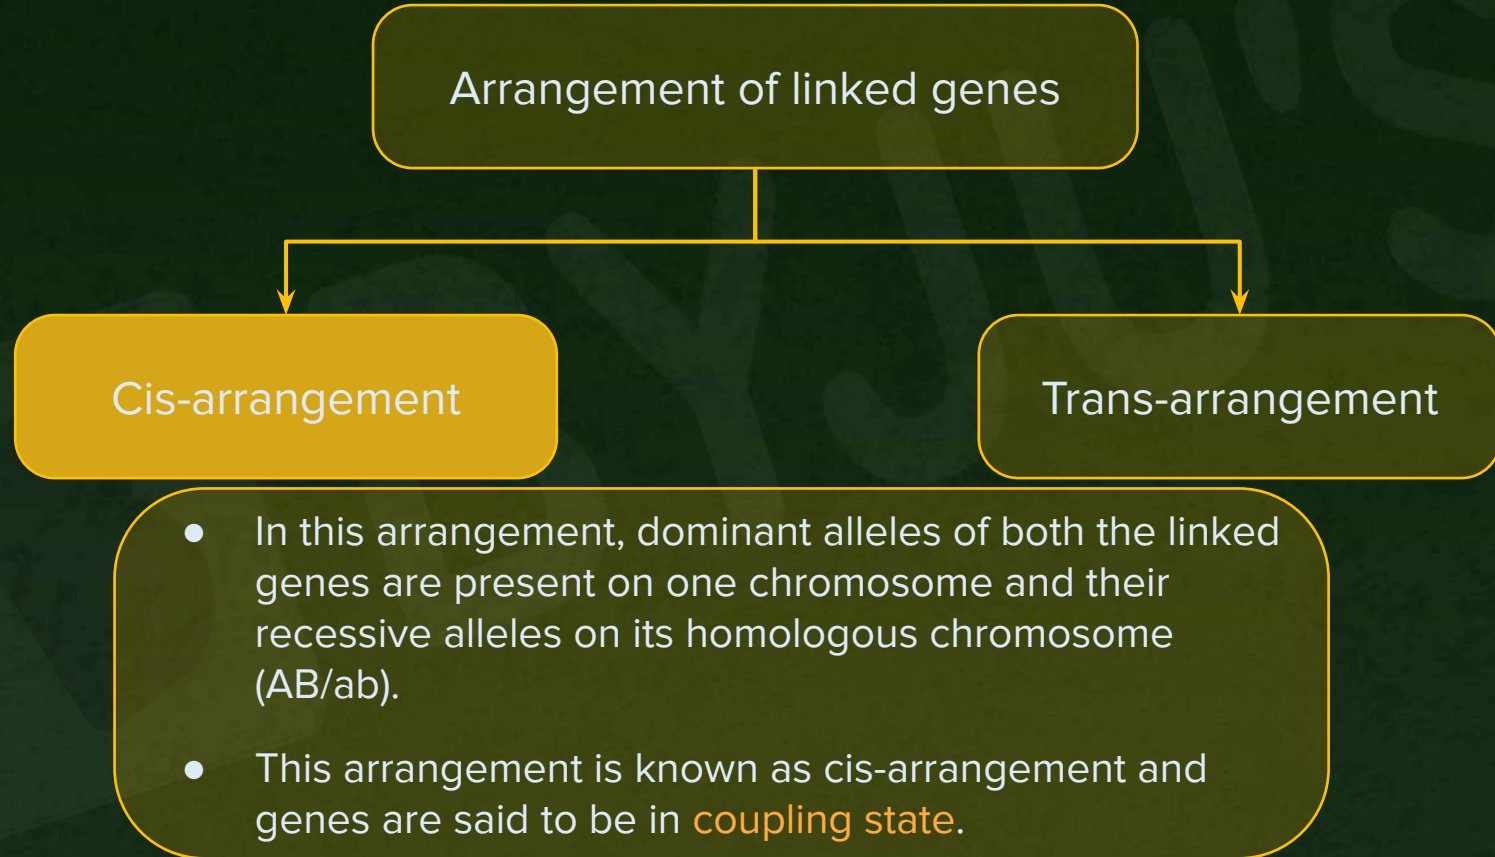 Arrangement of linked genes
Cis-arrangement
Trans-arrangement
● In this arrangement, dominant alleles of both the linked
genes are present on one chromosome and their
recessive alleles on its homologous chromosome
(AB/ab).
● This arrangement is known as cis-arrangement and
genes are said to be in coupling state.
BYJU'S